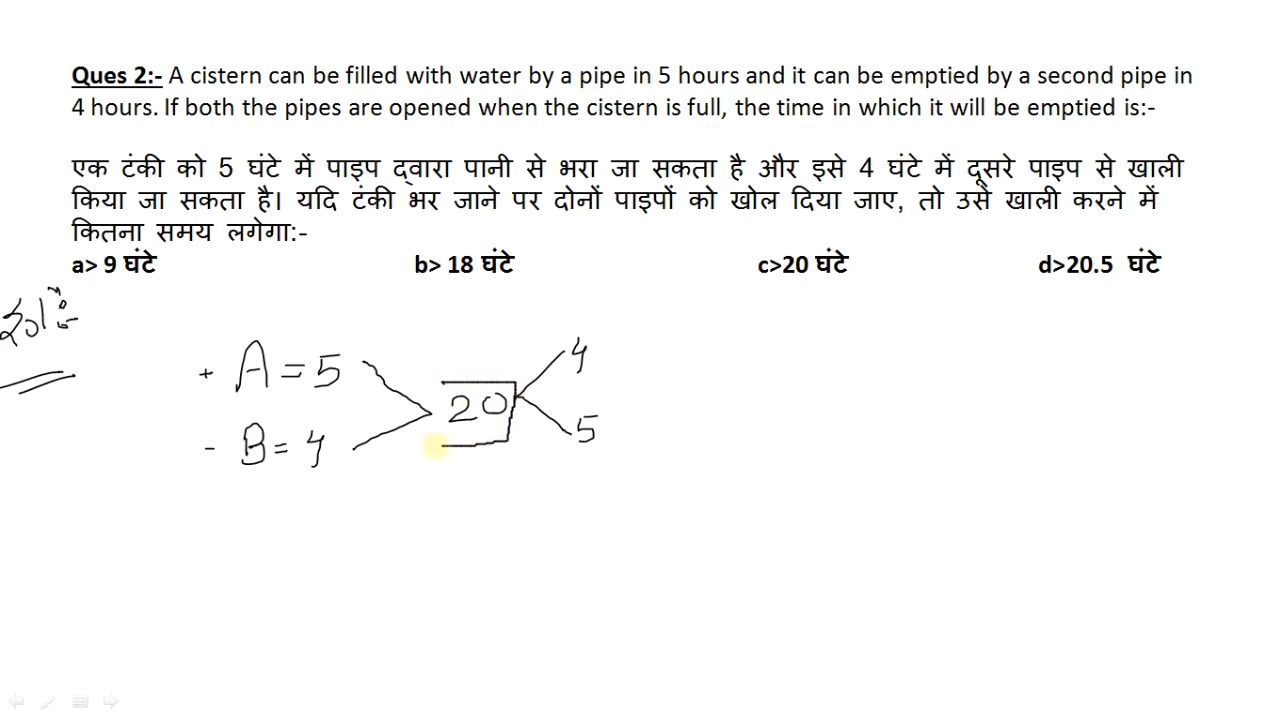 Ques 2:- A cistern can be filled with water by a pipe in 5 hours and it can be emptied by a second pipe in
4 hours. If both the pipes are opened when the cistern is full, the time in which it will be emptied is:-
एक टंकी को 5 घंटे में पाइप द्वारा पानी से भरा जा सकता है और इसे 4 घंटे में दूसरे पाइप से खाली
किया जा सकता है। यदि टंकी भर जाने पर दोनों पाइपों को खोल दिया जाए, तो उसे खाली करने में
कितना समय लगेगा:-
a> 9 घंटे b> 18 घंटे c>20 घंटे d>20.5 घंटे
Soln:-
+ A = 5
- B = 4
20
4
5